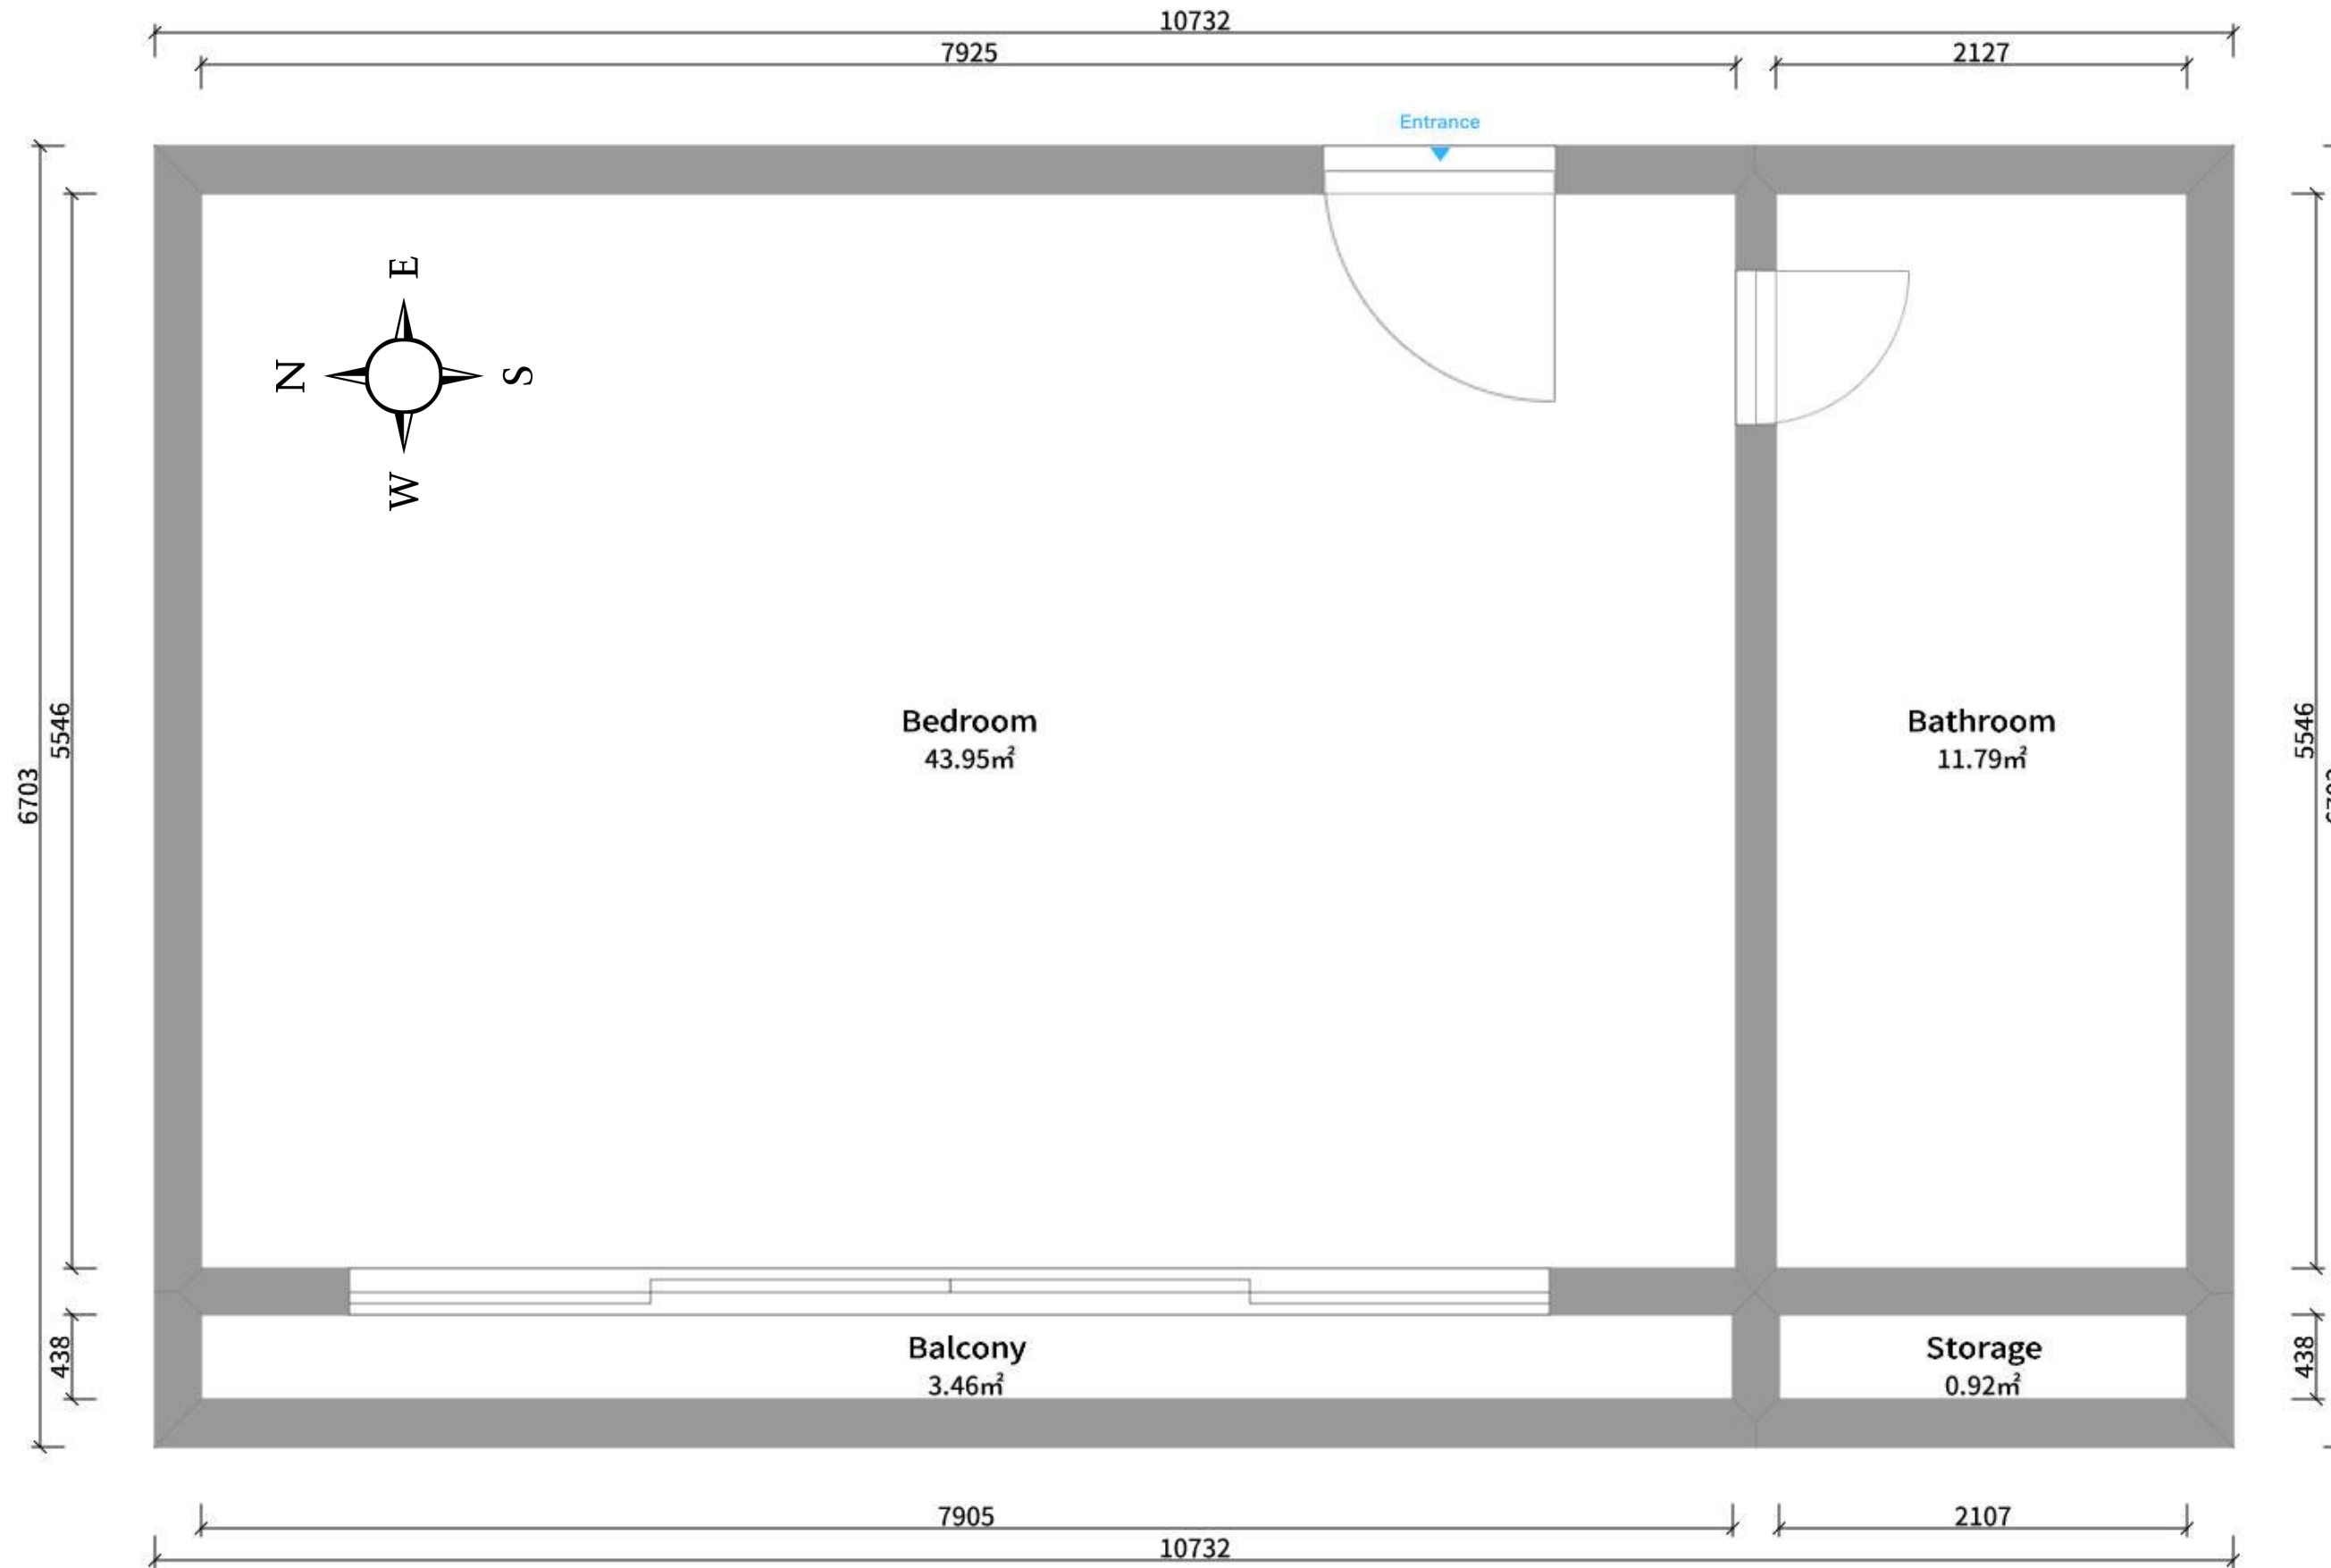 10732
7925
2127
Entrance
E
N
S
W
6703
5546
Bedroom
43.95㎡
Bathroom
11.79㎡
5546
438
Balcony
3.46㎡
Storage
0.92㎡
438
7905
2107
10732